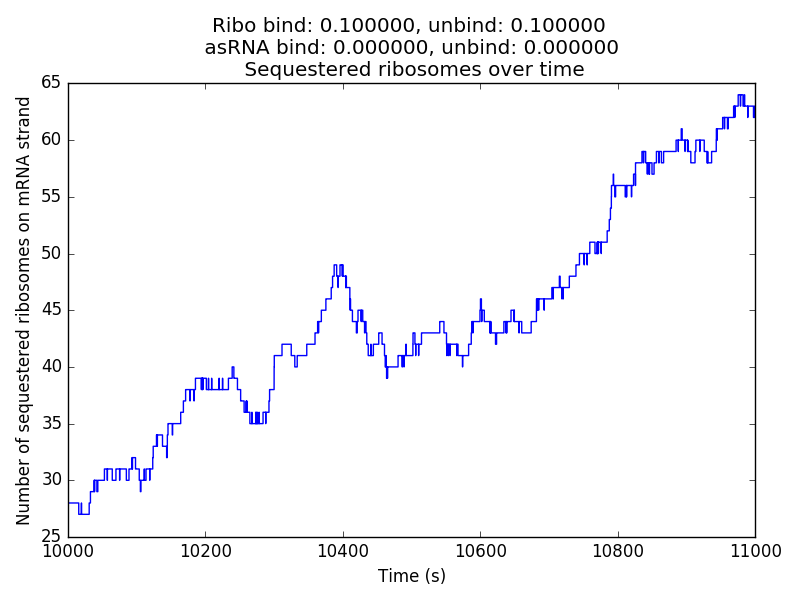 Ribo bind: 0.100000, unbind: 0.100000
asRNA bind: 0.000000, unbind: 0.000000
Sequestered ribosomes over time
65
60
55
50
45
40
35
30
25
Number of sequestered ribosomes on mRNA strand
10000 10200 10400 10600 10800 11000
Time (s)